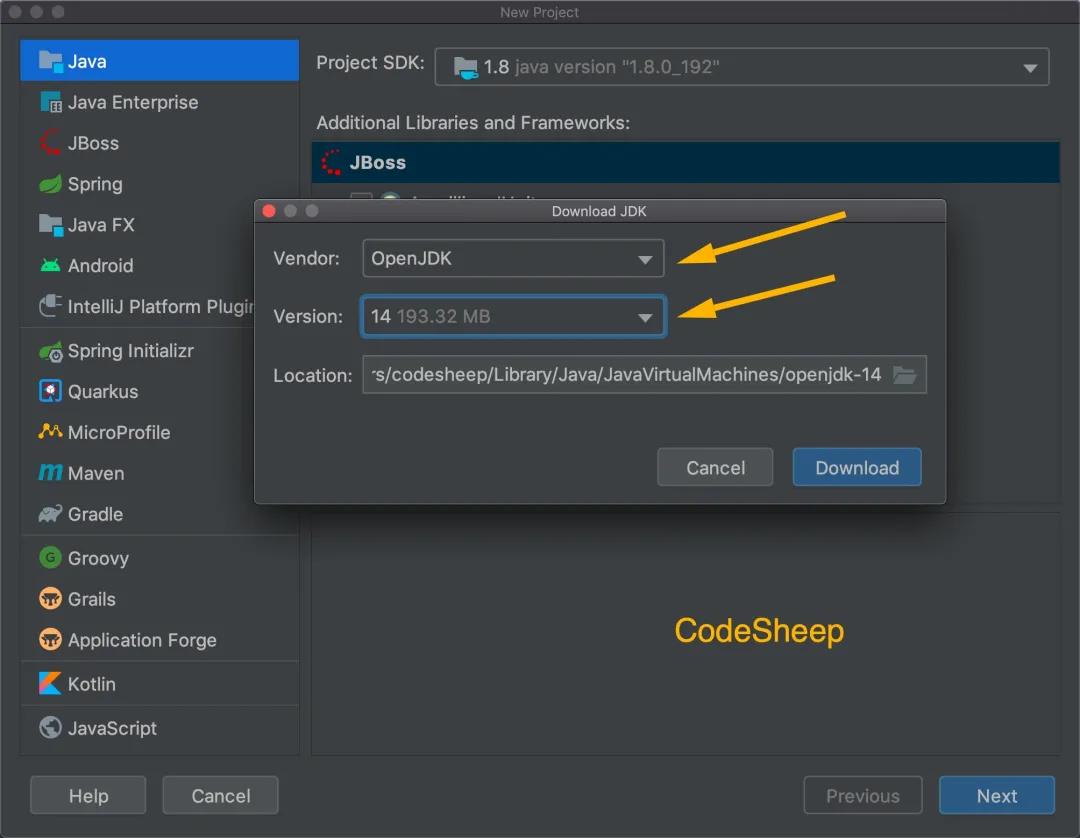 New Project
Java
Java Enterprise
JBoss
Spring
Java FX
Android
IntelliJ Platform Plugin
Spring Initializr
Quarkus
MicroProfile
Maven
Gradle
Groovy
Grails
Application Forge
Kotlin
JavaScript
Project SDK: 1.8 java version "1.8.0_192"
Additional Libraries and Frameworks:
JBoss
Download JDK
Vendor: OpenJDK
Version: 14 193.32 MB
Location: rs/codesheep/Library/Java/JavaVirtualMachines/openjdk-14
Cancel Download
CodeSheep
Help Cancel Previous Next